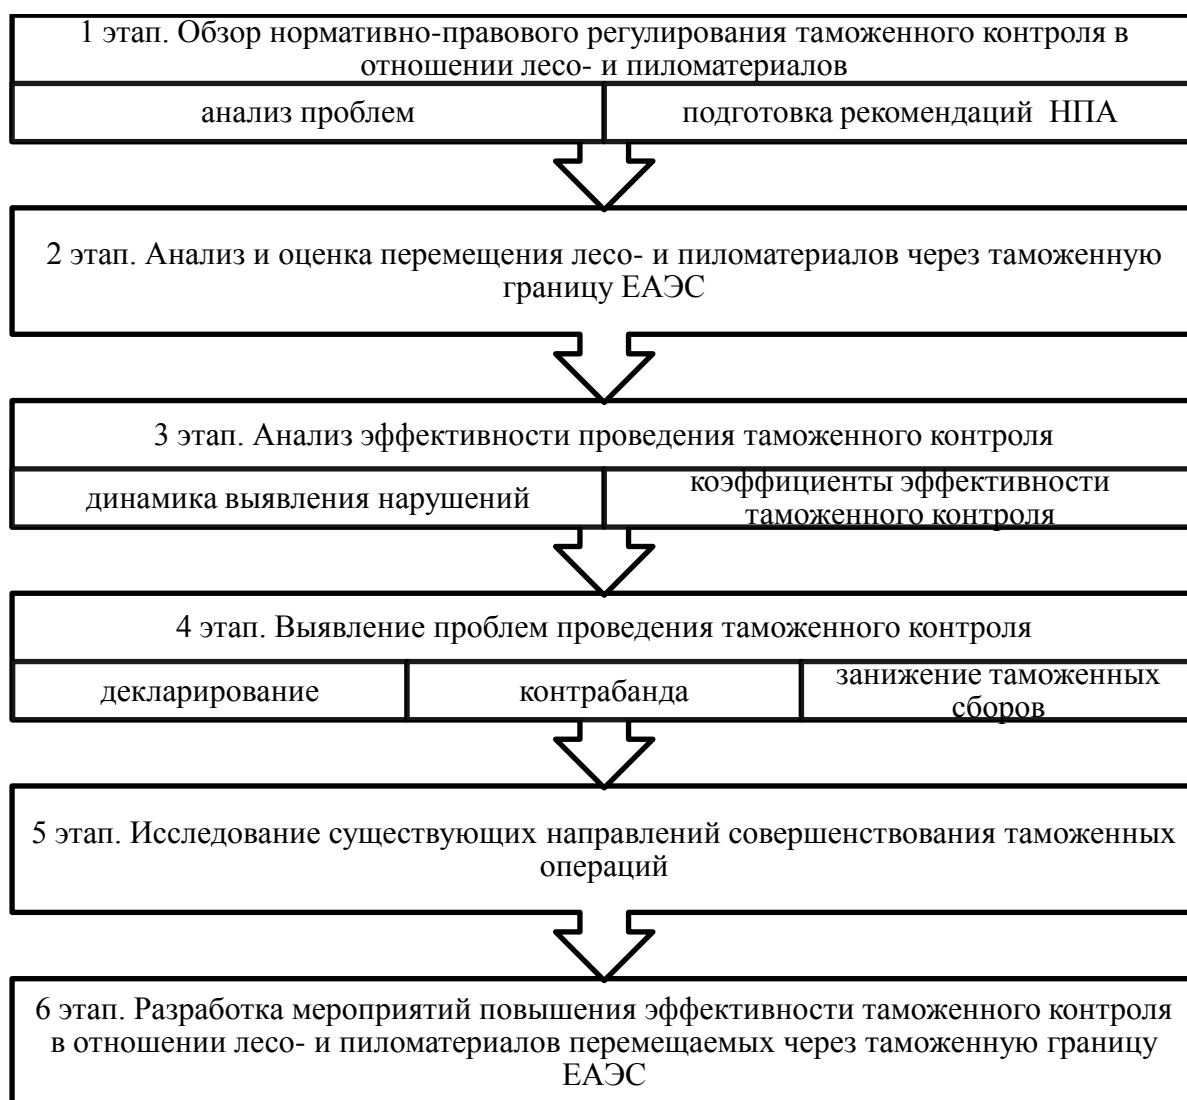 1 этап. Обзор нормативно-правового регулирования таможенного контроля в
отношении лесо- и пиломатериалов
анализ проблем
подготовка рекомендаций НПА
2 этап. Анализ и оценка перемещения лесо- и пиломатериалов через таможенную
границу ЕАЭС
3 этап. Анализ эффективности проведения таможенного контроля
динамика выявления нарушений
коэффициенты эффективности
таможенного контроля
4 этап. Выявление проблем проведения таможенного контроля
декларирование
контрабанда
занижение таможенных
сборов
5 этап. Исследование существующих направлений совершенствования таможенных
операций
6 этап. Разработка мероприятий повышения эффективности таможенного контроля
в отношении лесо- и пиломатериалов перемещаемых через таможенную границу
ЕАЭС